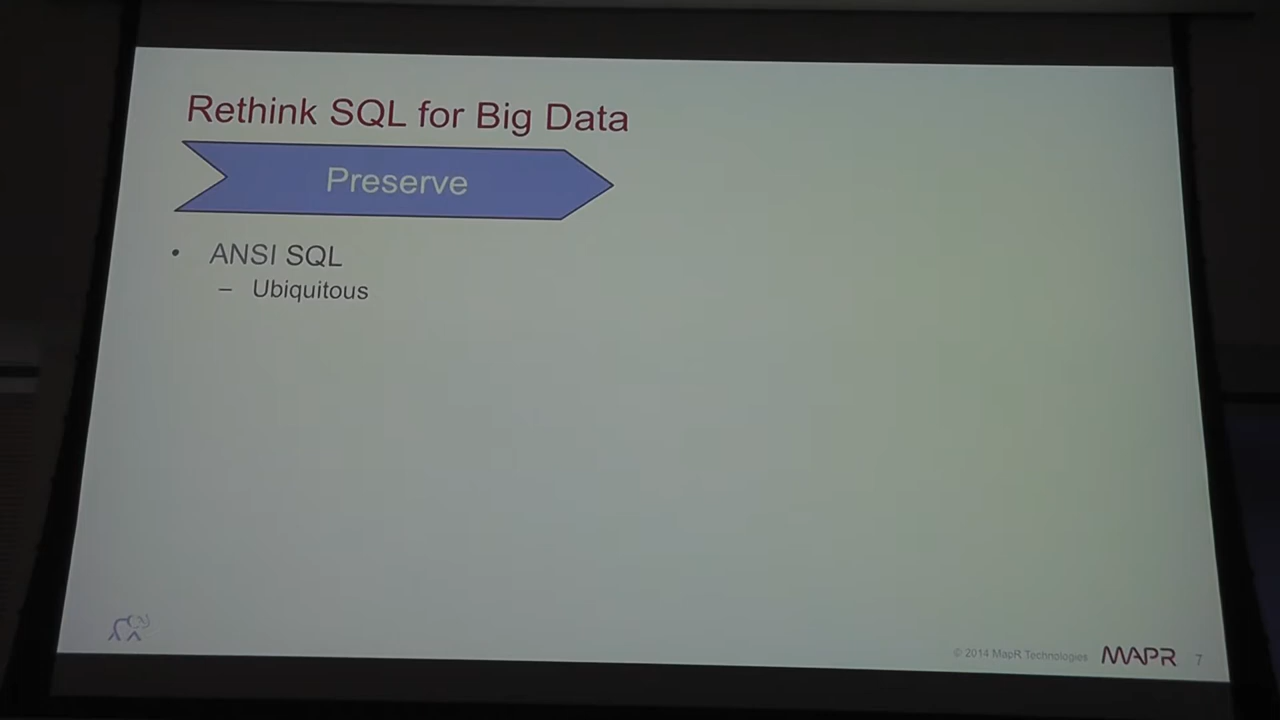 Rethink SQL for Big Data
Preserve
• ANSI SQL
– Ubiquitous
© 2014 MapR Technologies MAPR 7